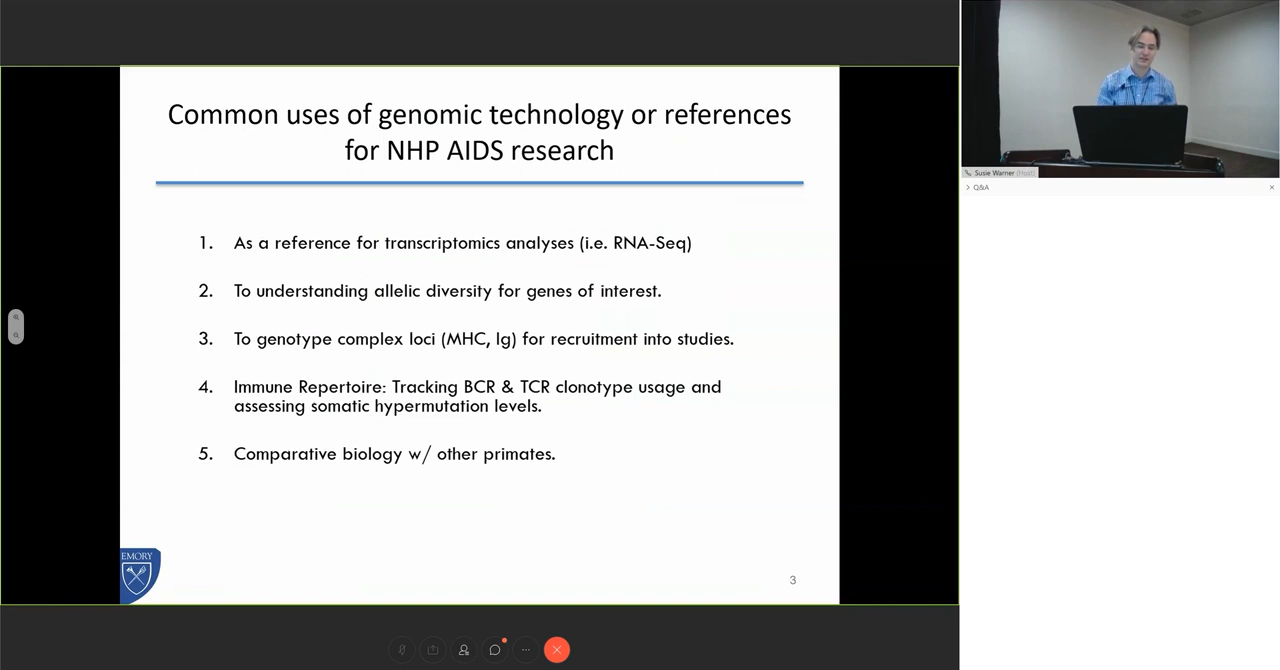 Common uses of genomic technology or references
for NHP AIDS research
1. As a reference for transcriptomics analyses (i.e. RNA-Seq)
2. To understanding allelic diversity for genes of interest.
3. To genotype complex loci (MHC, Ig) for recruitment into studies.
4. Immune Repertoire: Tracking BCR & TCR clonotype usage and
assessing somatic hypermutation levels.
5. Comparative biology w/ other primates.
EMORY
3
Susie Warner (Host)
Q&A